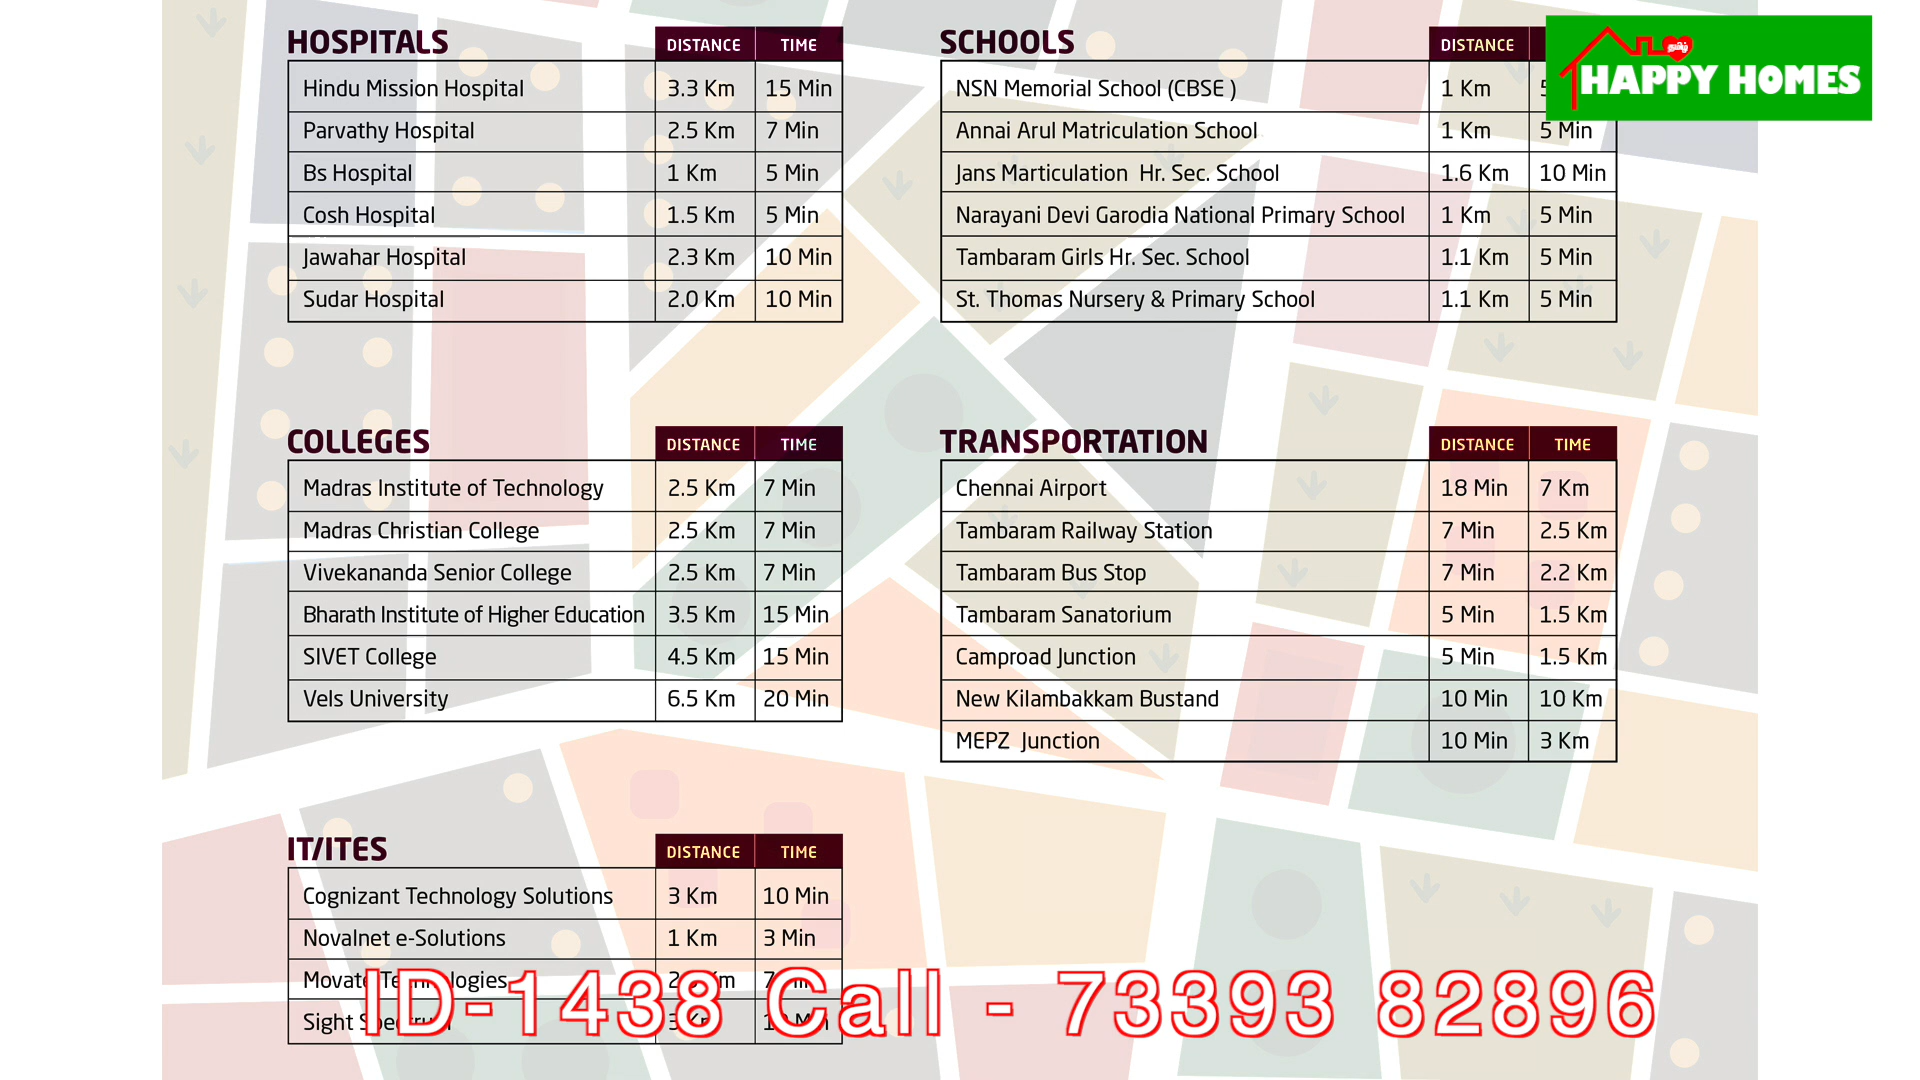 HOSPITALS DISTANCE TIME
Hindu Mission Hospital 3.3 Km 15 Min
Parvathy Hospital 2.5 Km 7 Min
Bs Hospital 1 Km 5 Min
Cosh Hospital 1.5 Km 5 Min
Jawahar Hospital 2.3 Km 10 Min
Sudar Hospital 2.0 Km 10 Min
SCHOOLS DISTANCE
NSN Memorial School (CBSE ) 1 Km
Annai Arul Matriculation School 1 Km 5 Min
Jans Marticulation Hr. Sec. School 1.6 Km 10 Min
Narayani Devi Garodia National Primary School 1 Km 5 Min
Tambaram Girls Hr. Sec. School 1.1 Km 5 Min
St. Thomas Nursery & Primary School 1.1 Km 5 Min
தமிழ்
HAPPY HOMES
COLLEGES DISTANCE TIME
Madras Institute of Technology 2.5 Km 7 Min
Madras Christian College 2.5 Km 7 Min
Vivekananda Senior College 2.5 Km 7 Min
Bharath Institute of Higher Education 3.5 Km 15 Min
SIVET College 4.5 Km 15 Min
Vels University 6.5 Km 20 Min
TRANSPORTATION DISTANCE TIME
Chennai Airport 18 Min 7 Km
Tambaram Railway Station 7 Min 2.5 Km
Tambaram Bus Stop 7 Min 2.2 Km
Tambaram Sanatorium 5 Min 1.5 Km
Camproad Junction 5 Min 1.5 Km
New Kilambakkam Bustand 10 Min 10 Km
MEPZ Junction 10 Min 3 Km
IT/ITES DISTANCE TIME
Cognizant Technology Solutions 3 Km 10 Min
Novalnet e-Solutions 1 Km 3 Min
Movate Technologies
Sight Spectrum 3 Km
ID-1438 Call - 73393 82896